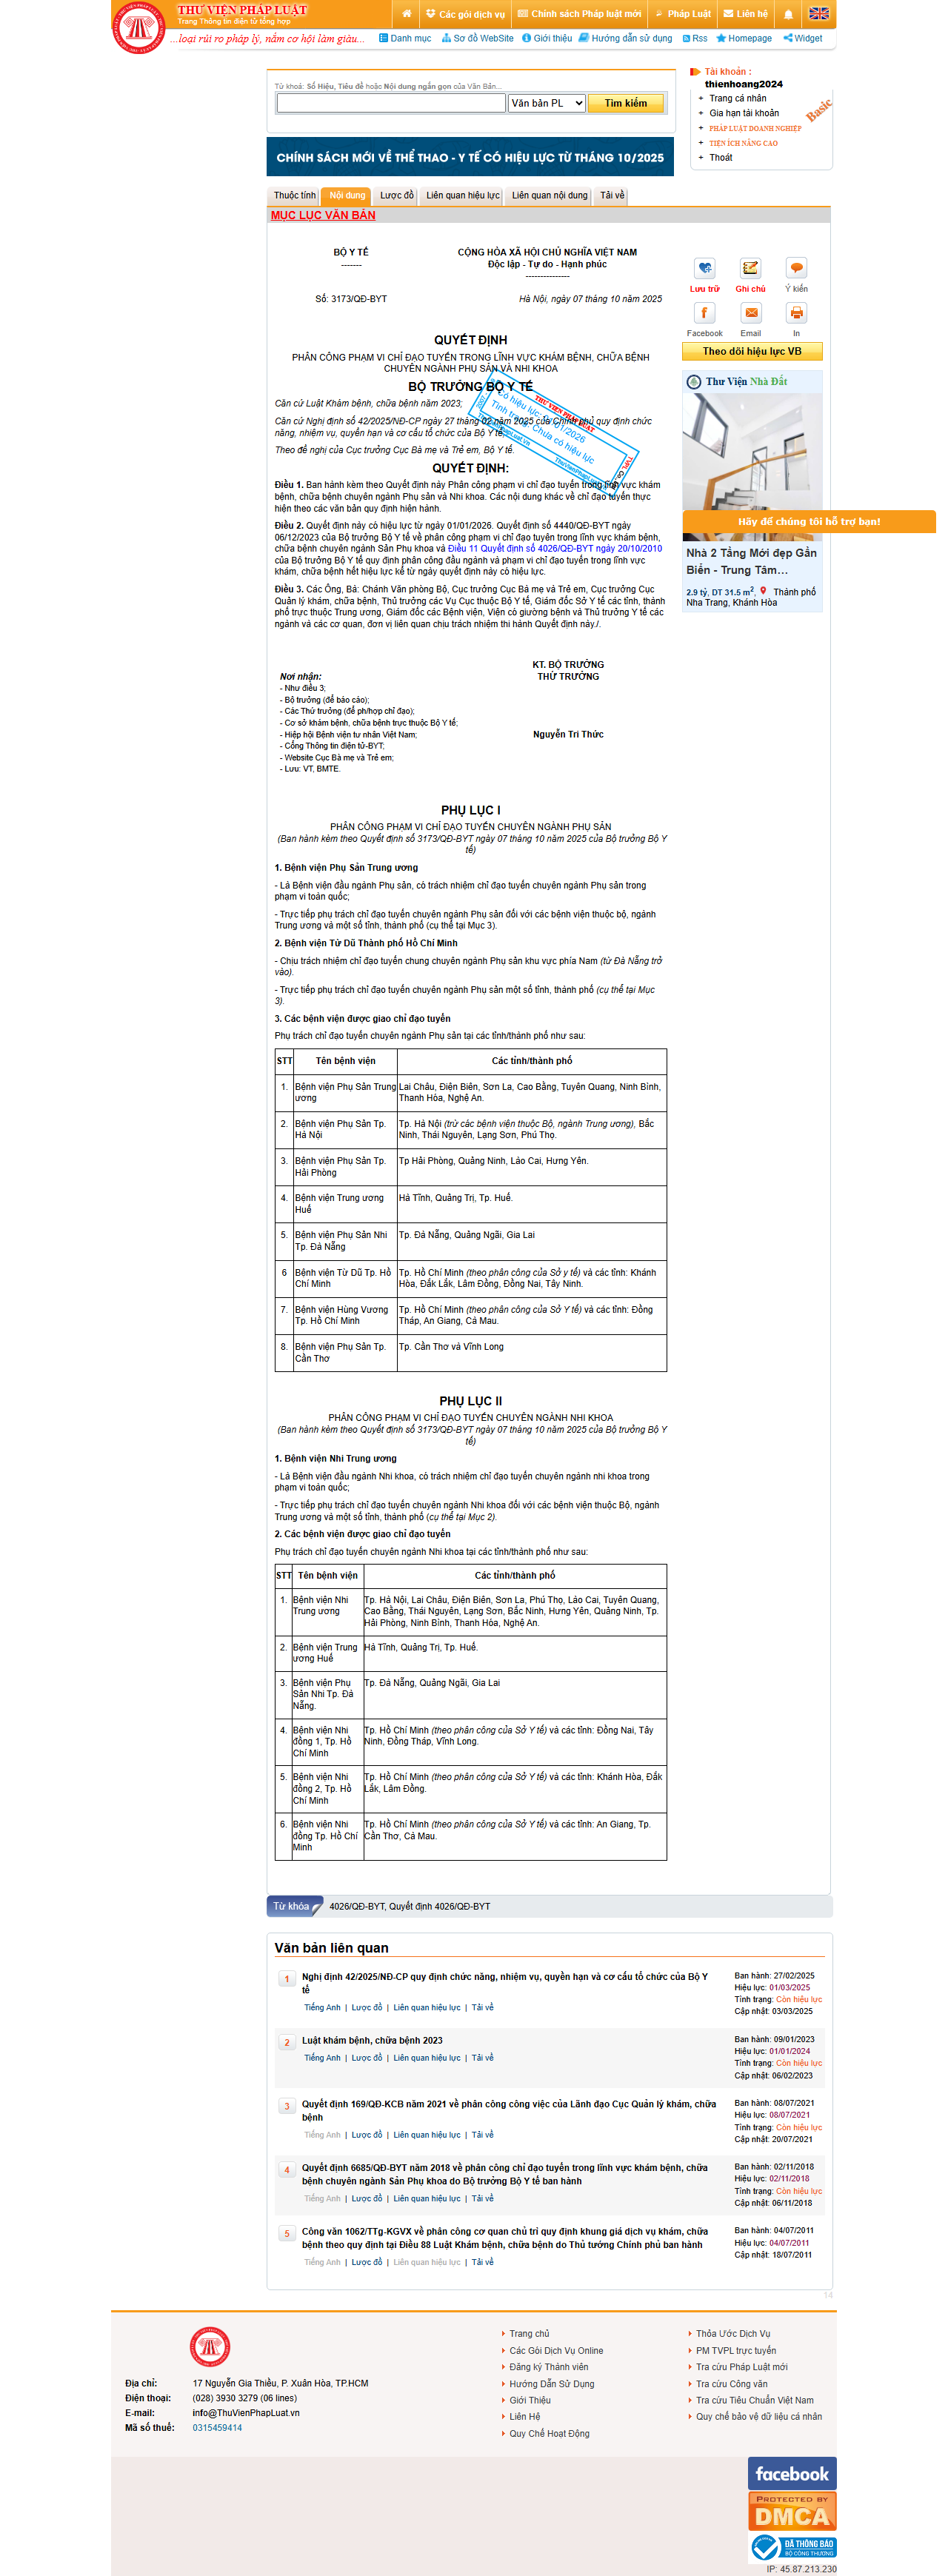 THƯ VIỆN PHÁP LUẬT
Trang Thông tin điện tử tổng hợp
...loại rủi ro pháp lý, nắm cơ hội làm giàu...
Các gói dịch vụ
Chính sách Pháp luật mới
Pháp Luật
Liên hệ
Danh mục
Sơ đồ WebSite
Giới thiệu
Hướng dẫn sử dụng
Rss
Homepage
Widget
Từ khoá: Số Hiệu, Tiêu đề hoặc Nội dung ngắn gọn của Văn Bản...
Văn bản PL
Tìm kiếm
Tài khoản :
thienhoang2024
+ Trang cá nhân
+ Gia hạn tài khoản
+ PHÁP LUẬT DOANH NGHIỆP
+ TIỆN ÍCH NÂNG CAO
+ Thoát
Basic
CHÍNH SÁCH MỚI VỀ THỂ THAO - Y TẾ CÓ HIỆU LỰC TỪ THÁNG 10/2025
Thuộc tính
Nội dung
Lược đồ
Liên quan hiệu lực
Liên quan nội dung
Tải về
MỤC LỤC VĂN BẢN
BỘ Y TẾ
-------
CỘNG HÒA XÃ HỘI CHỦ NGHĨA VIỆT NAM
Độc lập - Tự do - Hạnh phúc
---------------
Số: 3173/QĐ-BYT
Hà Nội, ngày 07 tháng 10 năm 2025
QUYẾT ĐỊNH
PHÂN CÔNG PHẠM VI CHỈ ĐẠO TUYẾN TRONG LĨNH VỰC KHÁM BỆNH, CHỮA BỆNH
CHUYÊN NGÀNH PHỤ SẢN VÀ NHI KHOA
BỘ TRƯỞNG BỘ Y TẾ
Căn cứ Luật Khám bệnh, chữa bệnh năm 2023;
Căn cứ Nghị định số 42/2025/NĐ-CP ngày 27 tháng 02 năm 2025 của Chính phủ quy định chức
năng, nhiệm vụ, quyền hạn và cơ cấu tổ chức của Bộ Y tế;
Theo đề nghị của Cục trưởng Cục Bà mẹ và Trẻ em, Bộ Y tế.
THƯ VIỆN PHÁP LUẬT
Có hiệu lực: 01/01/2026
Tình trạng: Chưa có hiệu lực
QUYẾT ĐỊNH:
Điều 1. Ban hành kèm theo Quyết định này Phân công phạm vi chỉ đạo tuyến trong lĩnh vực khám
bệnh, chữa bệnh chuyên ngành Phụ sản và Nhi khoa. Các nội dung khác về chỉ đạo tuyến thực
hiện theo các văn bản quy định hiện hành.
Điều 2. Quyết định này có hiệu lực từ ngày 01/01/2026. Quyết định số 4440/QĐ-BYT ngày
06/12/2023 của Bộ trưởng Bộ Y tế về phân công phạm vi chỉ đạo tuyến trong lĩnh vực khám bệnh,
chữa bệnh chuyên ngành Sản Phụ khoa và Điều 11 Quyết định số 4026/QĐ-BYT ngày 20/10/2010
của Bộ trưởng Bộ Y tế quy định phân công đầu ngành và phạm vi chỉ đạo tuyến trong lĩnh vực
khám, chữa bệnh hết hiệu lực kể từ ngày quyết định này có hiệu lực.
Điều 3. Các Ông, Bà: Chánh Văn phòng Bộ, Cục trưởng Cục Bà mẹ và Trẻ em, Cục trưởng Cục
Quản lý khám, chữa bệnh, Thủ trưởng các Vụ Cục thuộc Bộ Y tế, Giám đốc Sở Y tế các tỉnh, thành
phố trực thuộc Trung ương, Giám đốc các Bệnh viện, Viện có giường bệnh và Thủ trưởng Y tế các
ngành và các cơ quan, đơn vị liên quan chịu trách nhiệm thi hành Quyết định này./.
Nơi nhận:
- Như điều 3;
- Bộ trưởng (để báo cáo);
- Các Thứ trưởng (để ph/hợp chỉ đạo);
- Cơ sở khám bệnh, chữa bệnh trực thuộc Bộ Y tế;
- Hiệp hội Bệnh viện tư nhân Việt Nam;
- Cổng Thông tin điện tử-BYT;
- Website Cục Bà mẹ và Trẻ em;
- Lưu: VT, BMTE.
KT. BỘ TRƯỞNG
THỨ TRƯỞNG
Nguyễn Tri Thức
Lưu trữ
Ghi chú
Ý kiến
Facebook
Email
In
Theo dõi hiệu lực VB
Thư Viện Nhà Đất
Hãy để chúng tôi hỗ trợ bạn!
Nhà 2 Tầng Mới đẹp Gần
Biển - Trung Tâm...
2.9 tỷ, DT 31.5 m2, Thành phố
Nha Trang, Khánh Hòa
PHỤ LỤC I
PHÂN CÔNG PHẠM VI CHỈ ĐẠO TUYẾN CHUYÊN NGÀNH PHỤ SẢN
(Ban hành kèm theo Quyết định số 3173/QĐ-BYT ngày 07 tháng 10 năm 2025 của Bộ trưởng Bộ Y
tế)
1. Bệnh viện Phụ Sản Trung ương
- Là Bệnh viện đầu ngành Phụ sản, có trách nhiệm chỉ đạo tuyến chuyên ngành Phụ sản trong
phạm vi toàn quốc;
- Trực tiếp phụ trách chỉ đạo tuyến chuyên ngành Phụ sản đối với các bệnh viện thuộc bộ, ngành
Trung ương và một số tỉnh, thành phố (cụ thể tại Mục 3).
2. Bệnh viện Từ Dũ Thành phố Hồ Chí Minh
- Chịu trách nhiệm chỉ đạo tuyến chung chuyên ngành Phụ sản khu vực phía Nam (từ Đà Nẵng trở
vào).
- Trực tiếp phụ trách chỉ đạo tuyến chuyên ngành Phụ sản một số tỉnh, thành phố (cụ thể tại Mục
3).
3. Các bệnh viện được giao chỉ đạo tuyến
Phụ trách chỉ đạo tuyến chuyên ngành Phụ sản tại các tỉnh/thành phố như sau:
STT
Tên bệnh viện
Các tỉnh/thành phố
1.
Bệnh viện Phụ Sản Trung
ương
Lai Châu, Điện Biên, Sơn La, Cao Bằng, Tuyên Quang, Ninh Bình,
Thanh Hóa, Nghệ An.
2.
Bệnh viện Phụ Sản Tp.
Hà Nội
Tp. Hà Nội (trừ các bệnh viện thuộc Bộ, ngành Trung ương), Bắc
Ninh, Thái Nguyên, Lạng Sơn, Phú Thọ.
3.
Bệnh viện Phụ Sản Tp.
Hải Phòng
Tp Hải Phòng, Quảng Ninh, Lào Cai, Hưng Yên.
4.
Bệnh viện Trung ương
Huế
Hà Tĩnh, Quảng Trị, Tp. Huế.
5.
Bệnh viện Phụ Sản Nhi
Tp. Đà Nẵng
Tp. Đà Nẵng, Quảng Ngãi, Gia Lai
6
Bệnh viện Từ Dũ Tp. Hồ
Chí Minh
Tp. Hồ Chí Minh (theo phân công của Sở y tế) và các tỉnh: Khánh
Hòa, Đắk Lắk, Lâm Đồng, Đồng Nai, Tây Ninh.
7.
Bệnh viện Hùng Vương
Tp. Hồ Chí Minh
Tp. Hồ Chí Minh (theo phân công của Sở Y tế) và các tỉnh: Đồng
Tháp, An Giang, Cà Mau.
8.
Bệnh viện Phụ Sản Tp.
Cần Thơ
Tp. Cần Thơ và Vĩnh Long
PHỤ LỤC II
PHÂN CÔNG PHẠM VI CHỈ ĐẠO TUYẾN CHUYÊN NGÀNH NHI KHOA
(Ban hành kèm theo Quyết định số 3173/QĐ-BYT ngày 07 tháng 10 năm 2025 của Bộ trưởng Bộ Y
tế)
1. Bệnh viện Nhi Trung ương
- Là Bệnh viện đầu ngành Nhi khoa, có trách nhiệm chỉ đạo tuyến chuyên ngành nhi khoa trong
phạm vi toàn quốc;
- Trực tiếp phụ trách chỉ đạo tuyến chuyên ngành Nhi khoa đối với các bệnh viện thuộc Bộ, ngành
Trung ương và một số tỉnh, thành phố (cụ thể tại Mục 2).
2. Các bệnh viện được giao chỉ đạo tuyến
Phụ trách chỉ đạo tuyến chuyên ngành Nhi khoa tại các tỉnh/thành phố như sau:
STT
Tên bệnh viện
Các tỉnh/thành phố
1.
Bệnh viện Nhi
Trung ương
Tp. Hà Nội, Lai Châu, Điện Biên, Sơn La, Phú Thọ, Lào Cai, Tuyên Quang,
Cao Bằng, Thái Nguyên, Lạng Sơn, Bắc Ninh, Hưng Yên, Quảng Ninh, Tp.
Hải Phòng, Ninh Bình, Thanh Hóa, Nghệ An.
2.
Bệnh viện Trung
ương Huế
Hà Tĩnh, Quảng Trị, Tp. Huế.
3.
Bệnh viện Phụ
Sản Nhi Tp. Đà
Nẵng.
Tp. Đà Nẵng, Quảng Ngãi, Gia Lai
4.
Bệnh viện Nhi
đồng 1, Tp. Hồ
Chí Minh
Tp. Hồ Chí Minh (theo phân công của Sở Y tế) và các tỉnh: Đồng Nai, Tây
Ninh, Đồng Tháp, Vĩnh Long.
5.
Bệnh viện Nhi
đồng 2, Tp. Hồ
Chí Minh
Tp. Hồ Chí Minh (theo phân công của Sở Y tế) và các tỉnh: Khánh Hòa, Đắk
Lắk, Lâm Đồng.
6.
Bệnh viện Nhi
đồng Tp. Hồ Chí
Minh
Tp. Hồ Chí Minh (theo phân công của Sở Y tế) và các tỉnh: An Giang, Tp.
Cần Thơ, Cà Mau.
Từ khóa
4026/QĐ-BYT, Quyết định 4026/QĐ-BYT
Văn bản liên quan
1
Nghị định 42/2025/NĐ-CP quy định chức năng, nhiệm vụ, quyền hạn và cơ cấu tổ chức của Bộ Y
tế
Tiếng Anh | Lược đồ | Liên quan hiệu lực | Tải về
Ban hành: 27/02/2025
Hiệu lực: 01/03/2025
Tình trạng: Còn hiệu lực
Cập nhật: 03/03/2025
2
Luật khám bệnh, chữa bệnh 2023
Tiếng Anh | Lược đồ | Liên quan hiệu lực | Tải về
Ban hành: 09/01/2023
Hiệu lực: 01/01/2024
Tình trạng: Còn hiệu lực
Cập nhật: 06/02/2023
3
Quyết định 169/QĐ-KCB năm 2021 về phân công công việc của Lãnh đạo Cục Quản lý khám, chữa
bệnh
Tiếng Anh | Lược đồ | Liên quan hiệu lực | Tải về
Ban hành: 08/07/2021
Hiệu lực: 08/07/2021
Tình trạng: Còn hiệu lực
Cập nhật: 20/07/2021
4
Quyết định 6685/QĐ-BYT năm 2018 về phân công chỉ đạo tuyến trong lĩnh vực khám bệnh, chữa
bệnh chuyên ngành Sản Phụ khoa do Bộ trưởng Bộ Y tế ban hành
Tiếng Anh | Lược đồ | Liên quan hiệu lực | Tải về
Ban hành: 02/11/2018
Hiệu lực: 02/11/2018
Tình trạng: Còn hiệu lực
Cập nhật: 06/11/2018
5
Công văn 1062/TTg-KGVX về phân công cơ quan chủ trì quy định khung giá dịch vụ khám, chữa
bệnh theo quy định tại Điều 88 Luật Khám bệnh, chữa bệnh do Thủ tướng Chính phủ ban hành
Tiếng Anh | Lược đồ | Liên quan hiệu lực | Tải về
Ban hành: 04/07/2011
Hiệu lực: 04/07/2011
Cập nhật: 18/07/2011
14
Địa chỉ: 17 Nguyễn Gia Thiều, P. Xuân Hòa, TP.HCM
Điện thoại: (028) 3930 3279 (06 lines)
E-mail: info@ThuVienPhapLuat.vn
Mã số thuế: 0315459414
Trang chủ
Các Gói Dịch Vụ Online
Đăng ký Thành viên
Hướng Dẫn Sử Dụng
Giới Thiệu
Liên Hệ
Quy Chế Hoạt Động
Thỏa Ước Dịch Vụ
PM TVPL trực tuyến
Tra cứu Pháp Luật mới
Tra cứu Công văn
Tra cứu Tiêu Chuẩn Việt Nam
Quy chế bảo vệ dữ liệu cá nhân
facebook
PROTECTED BY
DMCA
ĐÃ THÔNG BÁO
BỘ CÔNG THƯƠNG
IP: 45.87.213.230